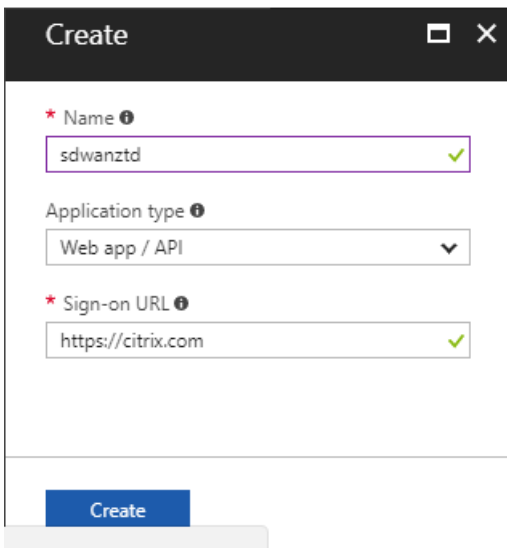 Create
* Name
sdwanztd
Application type
Web app / API
* Sign-on URL
https://citrix.com
Create